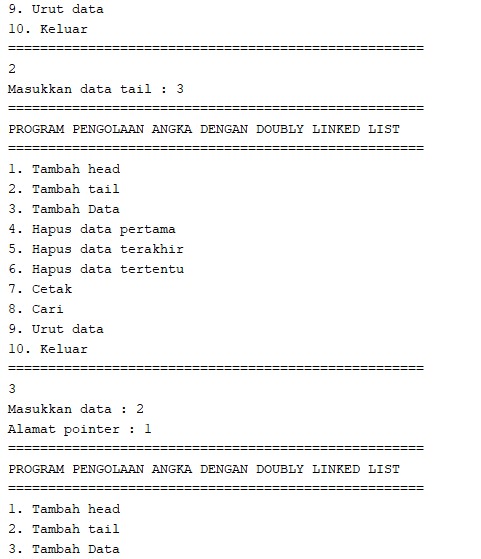 9. Urut data
10. Keluar
====================================================
2
Masukkan data tail : 3
====================================================
PROGRAM PENGOLAAN ANGKA DENGAN DOUBLY LINKED LIST
====================================================
1. Tambah head
2. Tambah tail
3. Tambah Data
4. Hapus data pertama
5. Hapus data terakhir
6. Hapus data tertentu
7. Cetak
8. Cari
9. Urut data
10. Keluar
====================================================
3
Masukkan data : 2
Alamat pointer : 1
====================================================
PROGRAM PENGOLAAN ANGKA DENGAN DOUBLY LINKED LIST
====================================================
1. Tambah head
2. Tambah tail
3. Tambah Data